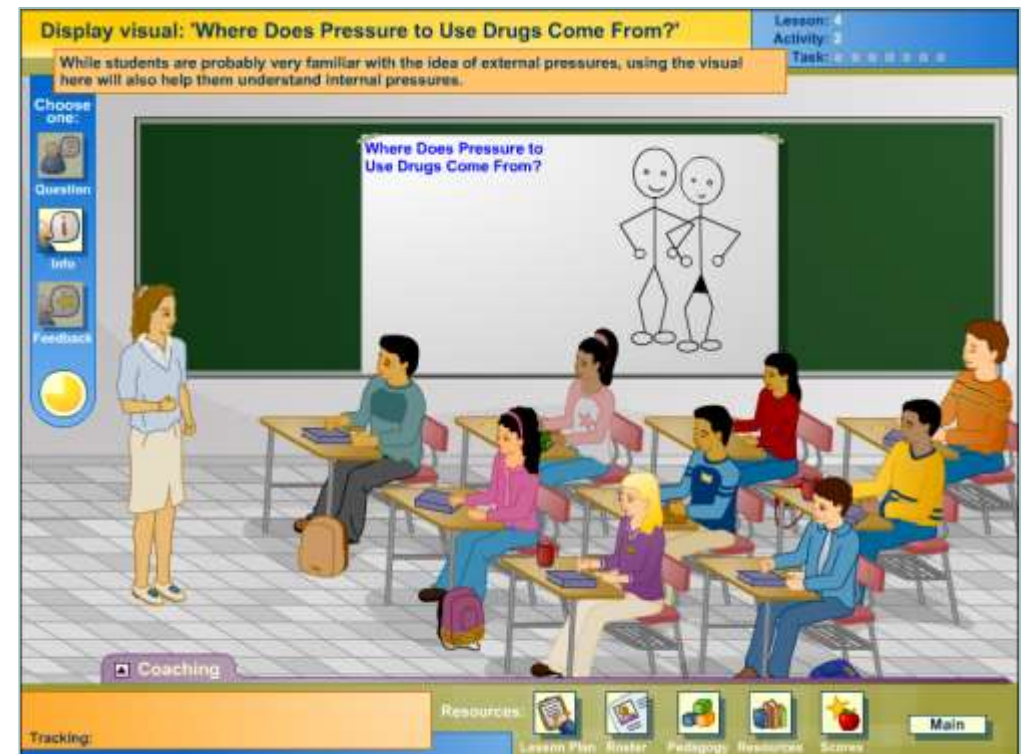 Display visual: 'Where Does Pressure to Use Drugs Come From?'
Lesson: 4
Activity:
Task:
While students are probably very familiar with the idea of external pressures, using the visual
here will also help them understand internal pressures.
Choose
one:
Question
Info
Feedback
Where Does Pressure to
Use Drugs Come From?
Coaching
Tracking:
Resources:
Lesson Plan
Roster
Pedagogy
Resources
Scores
Main